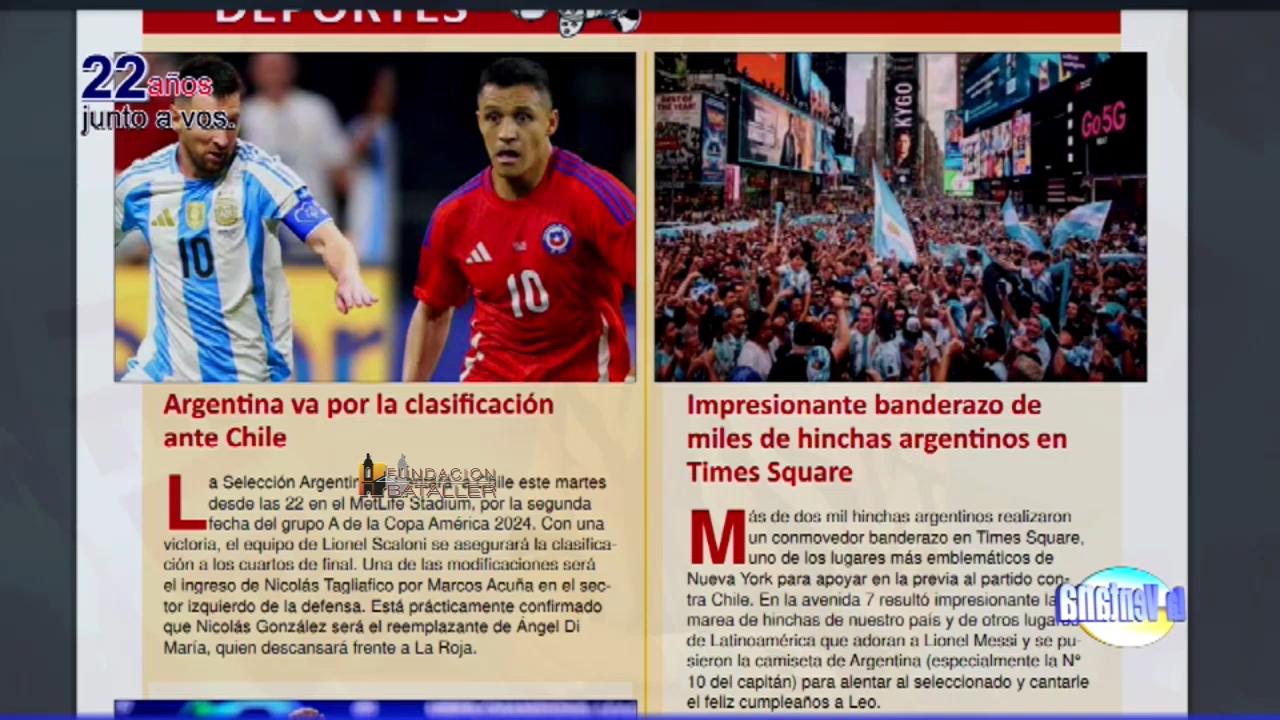 DEPORTES
22 años
junto a vos.
KYGO
Go5G
10
10
Argentina va por la clasificación
ante Chile
La Selección este martes
FUNDACION
BATALLER
desde las 22 en el MetLife Stadium, por la segunda
fecha del grupo A de la Copa América 2024. Con una
victoria, el equipo de Lionel Scaloni se asegurará la clasifica-
ción a los cuartos de final. Una de las modificaciones será
el ingreso de Nicolás Tagliafico por Marcos Acuña en el sec-
tor izquierdo de la defensa. Está prácticamente confirmado
que Nicolás González será el reemplazante de Ángel Di
María, quien descansará frente a La Roja.
Impresionante banderazo de
miles de hinchas argentinos en
Times Square
Más de dos mil hinchas argentinos realizaron
un conmovedor banderazo en Times Square,
uno de los lugares más emblemáticos de
Nueva York para apoyar en la previa al partido con-
tra Chile. En la avenida 7 resultó impresionante la
marea de hinchas de nuestro país y de otros lugares
de Latinoamérica que adoran a Lionel Messi y se pu-
sieron la camiseta de Argentina (especialmente la Nº
10 del capitán) para alentar al seleccionado y cantarle
el feliz cumpleaños a Leo.
la ventana